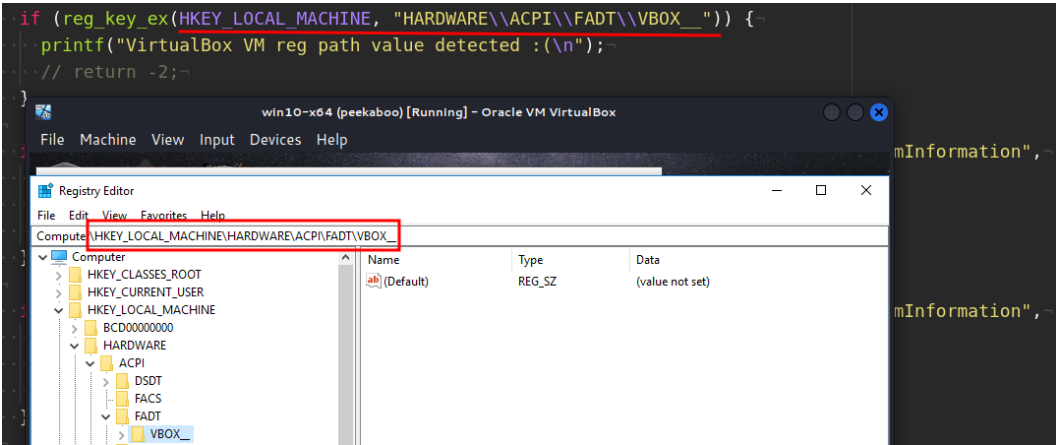 if (reg_key_ex(HKEY_LOCAL_MACHINE, "HARDWARE\\ACPI\\FADT\\VBOX__")) {¬
printf("VirtualBox VM reg path value detected :(\n");¬
// return -2;¬
}
win10-x64 (peekaboo) [Running] - Oracle VM VirtualBox
File Machine View Input Devices Help
mInformation",¬
Registry Editor
File Edit View Favorites Help
Computer\HKEY_LOCAL_MACHINE\HARDWARE\ACPI\FADT\VBOX__
Computer
Name Type Data
HKEY_CLASSES_ROOT
(Default) REG_SZ (value not set)
HKEY_CURRENT_USER
HKEY_LOCAL_MACHINE
mInformation",¬
BCD00000000
HARDWARE
ACPI
DSDT
FACS
FADT
VBOX__